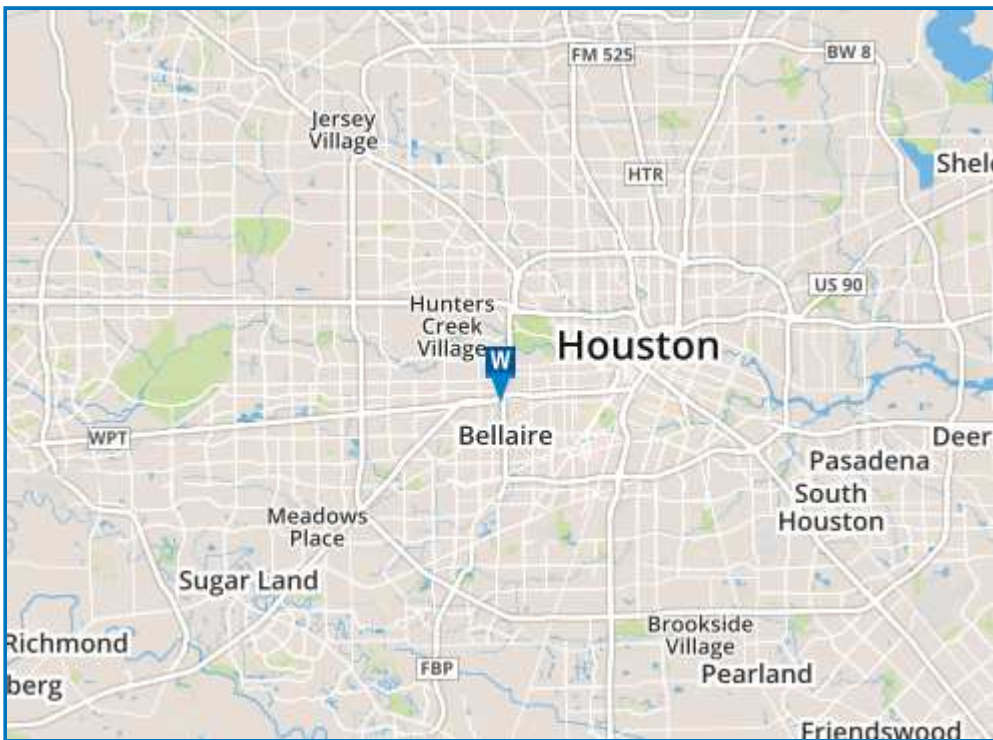 FM 525
BW 8
Jersey
Village
HTR
Shel
US 90
Hunters
Creek
Village
Houston
W
WPT
Bellaire
Deer
Pasadena
South
Houston
Meadows
Place
Sugar Land
Brookside
Village
Richmond
FBP
Pearland
berg
Friendswood